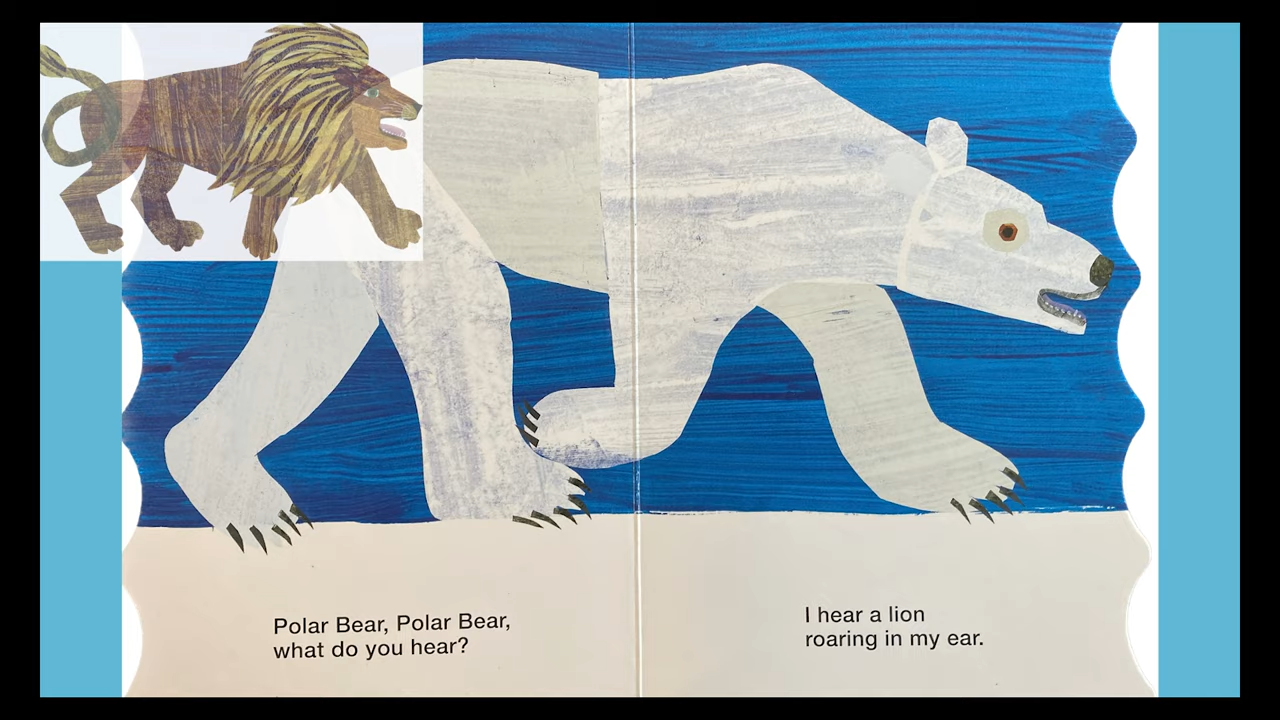 Polar Bear, Polar Bear,
what do you hear?
I hear a lion
roaring in my ear.